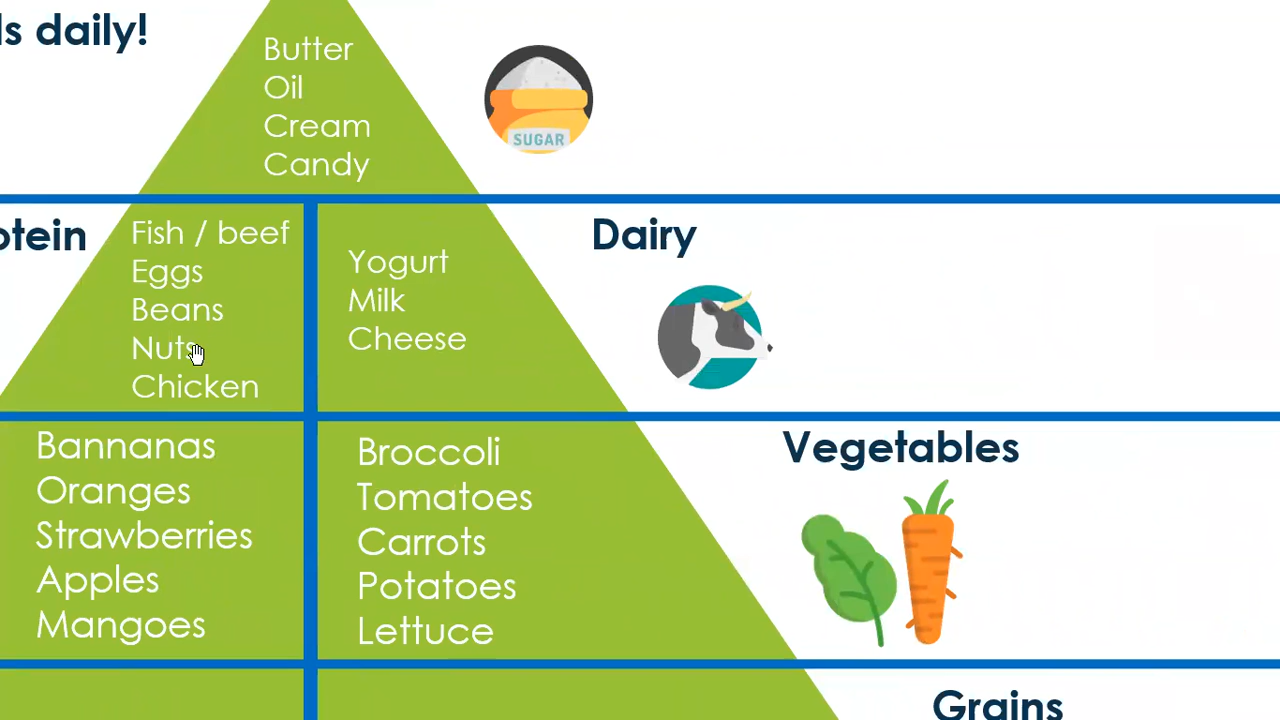 ls daily!
Butter
Oil
Cream
Candy
SUGAR
otein
Fish / beef
Eggs
Beans
Nuts
Chicken
Yogurt
Milk
Cheese
Dairy
Bannanas
Oranges
Strawberries
Apples
Mangoes
Broccoli
Tomatoes
Carrots
Potatoes
Lettuce
Vegetables
Grains